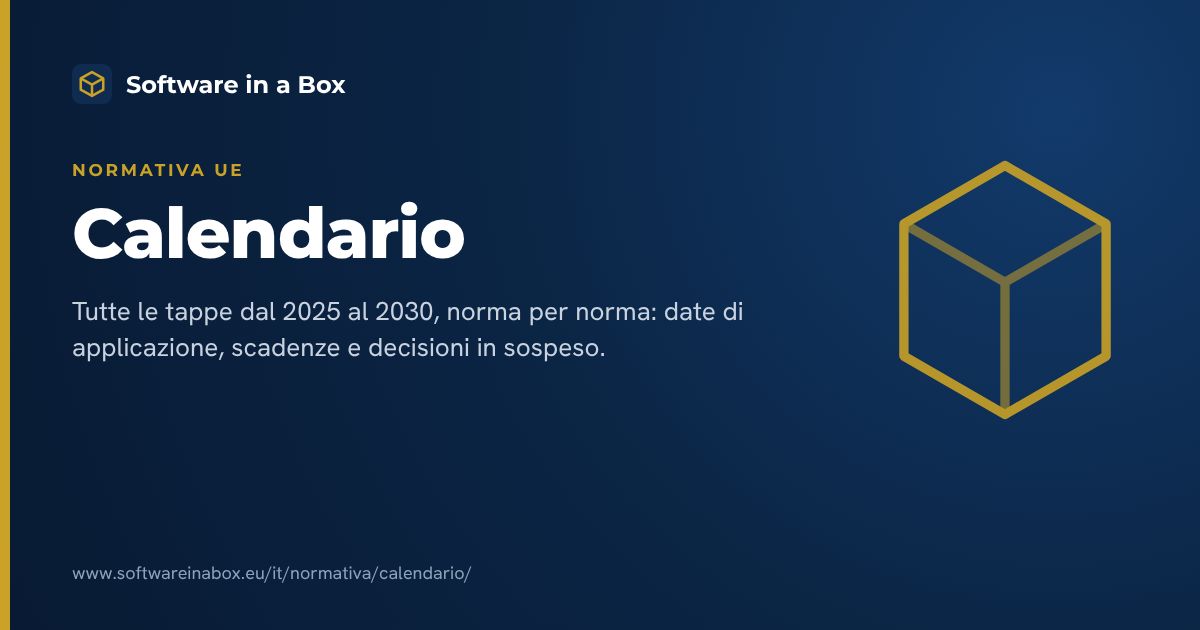 Software in a Box
NORMATIVA UE
Calendario
Tutte le tappe dal 2025 al 2030, norma per norma: date di
applicazione, scadenze e decisioni in sospeso.
www.softwareinabox.eu/it/normativa/calendario/